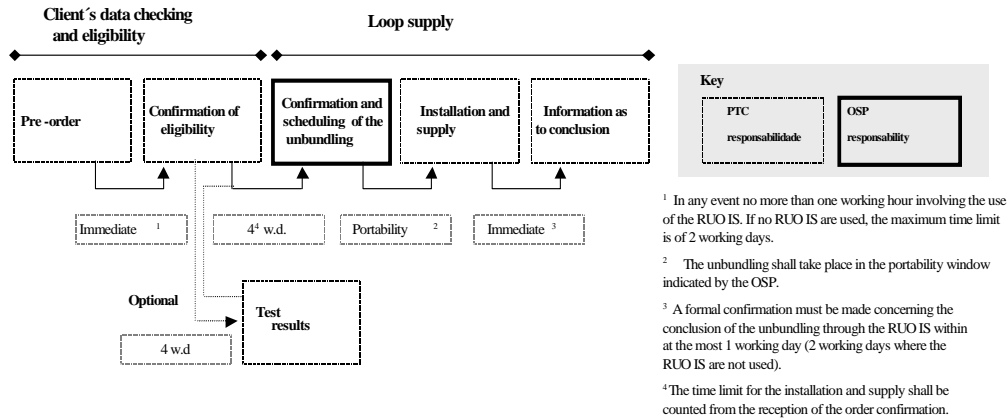 Client´s data checking
and eligibility
Loop supply
Pre -order
Confirmation of
eligibility
Confirmation and
scheduling of the
unbundling
Installation and
supply
Information as
to conclusion
Immediate 1
4⁴ w.d.
Portability 2
Immediate 3
Optional
4 w.d
Test
results
Key
PTC
responsabilidade
OSP
responsability
1 In any event no more than one working hour involving the use
of the RUO IS. If no RUO IS are used, the maximum time limit
is of 2 working days.
2 The unbundling shall take place in the portability window
indicated by the OSP.
3 A formal confirmation must be made concerning the
conclusion of the unbundling through the RUO IS within
at the most 1 working day (2 working days where the
RUO IS are not used).
4 The time limit for the installation and supply shall be
counted from the reception of the order confirmation.